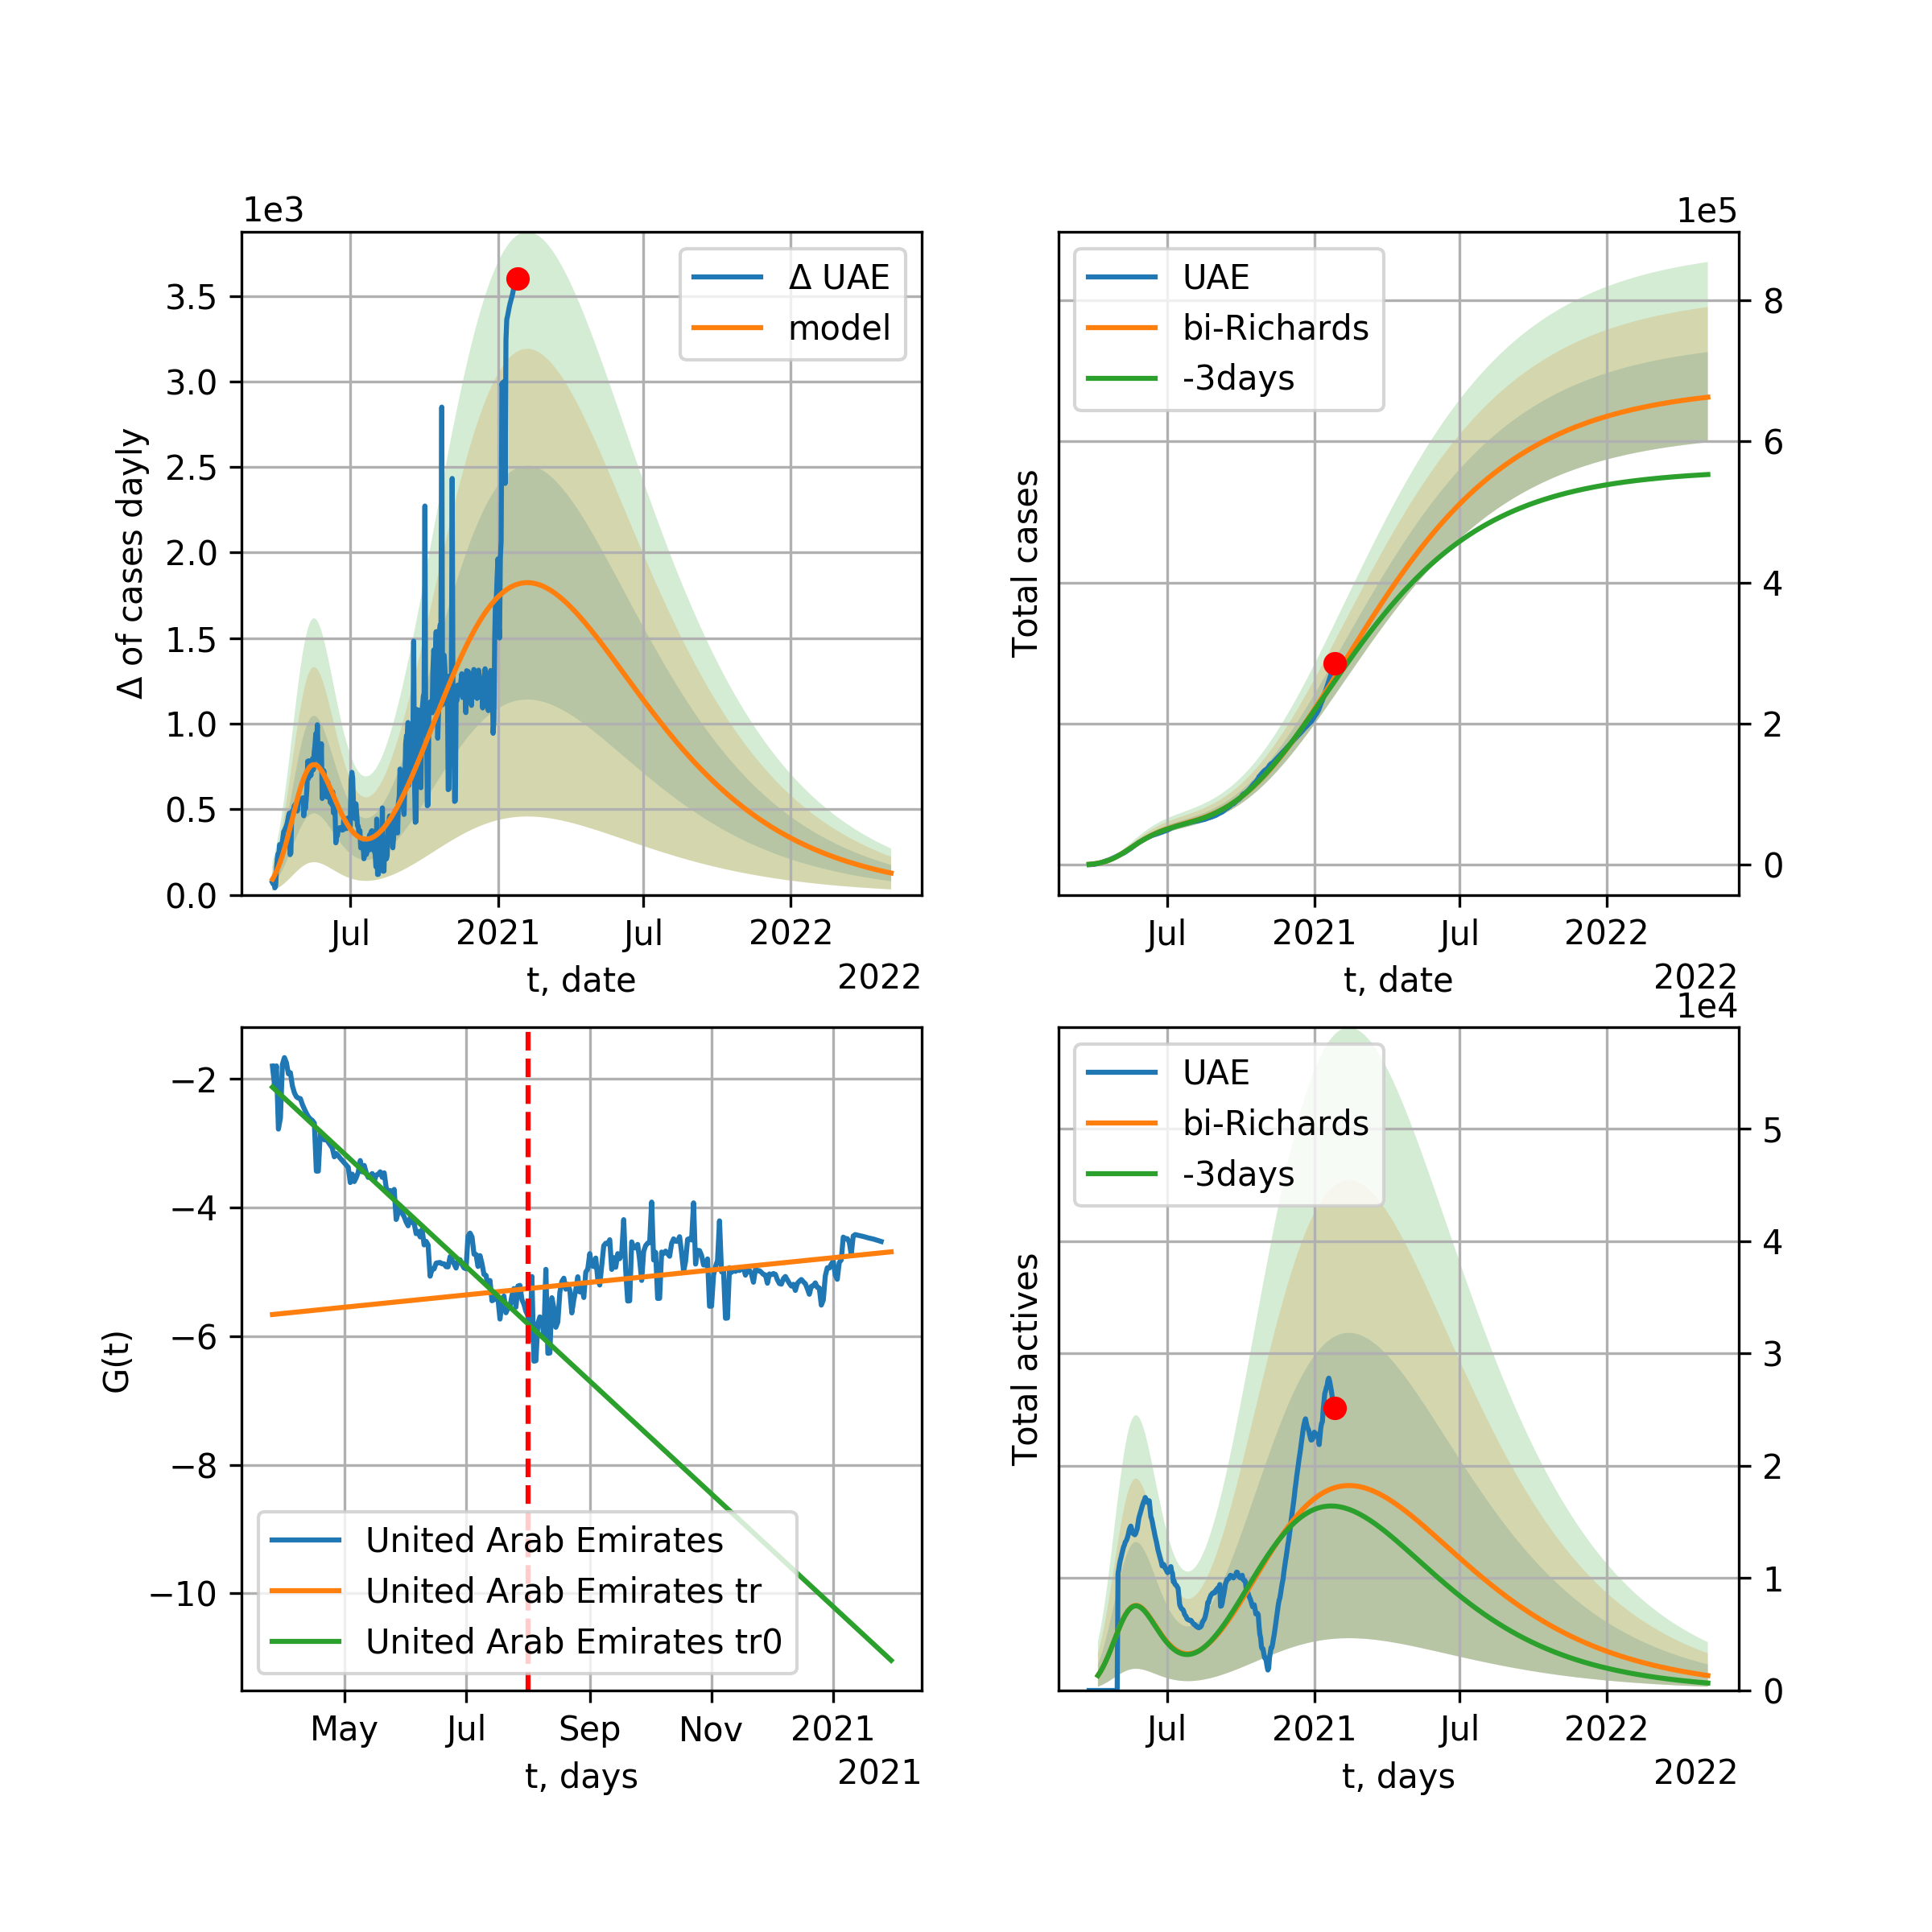 1e3
Δ of cases dayly
3.5
3.0
2.5
2.0
1.5
1.0
0.5
0.0
Δ UAE
model
Jul
2021
Jul
2022
t, date
2022
1e5
Total cases
UAE
bi-Richards
-3days
8
6
4
2
0
Jul
2021
Jul
2022
t, date
2022
G(t)
−2
−4
−6
−8
−10
United Arab Emirates
United Arab Emirates tr
United Arab Emirates tr0
May
Jul
Sep
Nov
2021
t, days
2021
1e4
Total actives
UAE
bi-Richards
-3days
5
4
3
2
1
0
Jul
2021
Jul
2022
t, days
2022